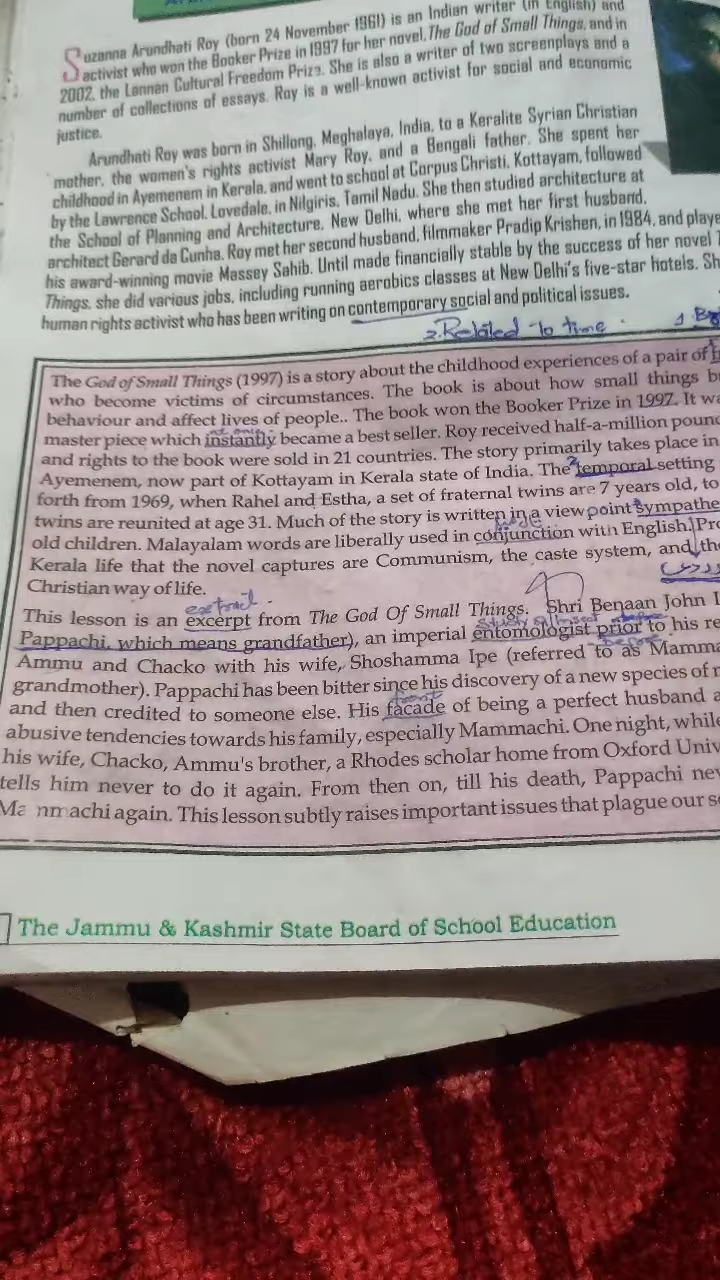 Suzanna Arundhati Roy (born 24 November 1961) is an Indian writer (in English) and
activist who won the Booker Prize in 1997 for her novel, The God of Small Things, and in
2002, the Lannan Cultural Freedom Prize. She is also a writer of two screenplays and a
number of collections of essays. Roy is a well-known activist for social and economic
justice.
Arundhati Roy was born in Shillong, Meghalaya, India, to a Keralite Syrian Christian
mother, the women's rights activist Mary Roy, and a Bengali father. She spent her
childhood in Ayemenem in Kerala, and went to school at Corpus Christi, Kottayam, followed
by the Lawrence School, Lovedale, in Nilgiris, Tamil Nadu. She then studied architecture at
the School of Planning and Architecture, New Delhi, where she met her first husband,
architect Gerard da Cunha. Roy met her second husband, filmmaker Pradip Krishen, in 1984, and playe
his award-winning movie Massey Sahib. Until made financially stable by the success of her novel
Things, she did various jobs, including running aerobics classes at New Delhi's five-star hotels. Sh
human rights activist who has been writing on contemporary social and political issues.
2. Related to time.
The God of Small Things (1997) is a story about the childhood experiences of a pair of
who become victims of circumstances. The book is about how small things b
behaviour and affect lives of people.. The book won the Booker Prize in 1997. It wa
master piece which instantly became a best seller. Roy received half-a-million poun
and rights to the book were sold in 21 countries. The story primarily takes place in
Ayemenem, now part of Kottayam in Kerala state of India. The temporal setting
forth from 1969, when Rahel and Estha, a set of fraternal twins are 7 years old, to
twins are reunited at age 31. Much of the story is written in a view point sympathe
old children. Malayalam words are liberally used in conjunction with English. Pro
Kerala life that the novel captures are Communism, the caste system, and the
Christian way of life.
extract.
This lesson is an excerpt from The God Of Small Things. Shri Benaan John I
Pappachi, which means grandfather), an imperial entomologist prior to his re
Ammu and Chacko with his wife, Shoshamma Ipe (referred to as Mamma
grandmother). Pappachi has been bitter since his discovery of a new species of
and then credited to someone else. His facade of being a perfect husband a
abusive tendencies towards his family, especially Mammachi. One night, while
his wife, Chacko, Ammu's brother, a Rhodes scholar home from Oxford Univ
tells him never to do it again. From then on, till his death, Pappachi nev
Ma nmachi again. This lesson subtly raises important issues that plague our s
The Jammu & Kashmir State Board of School Education